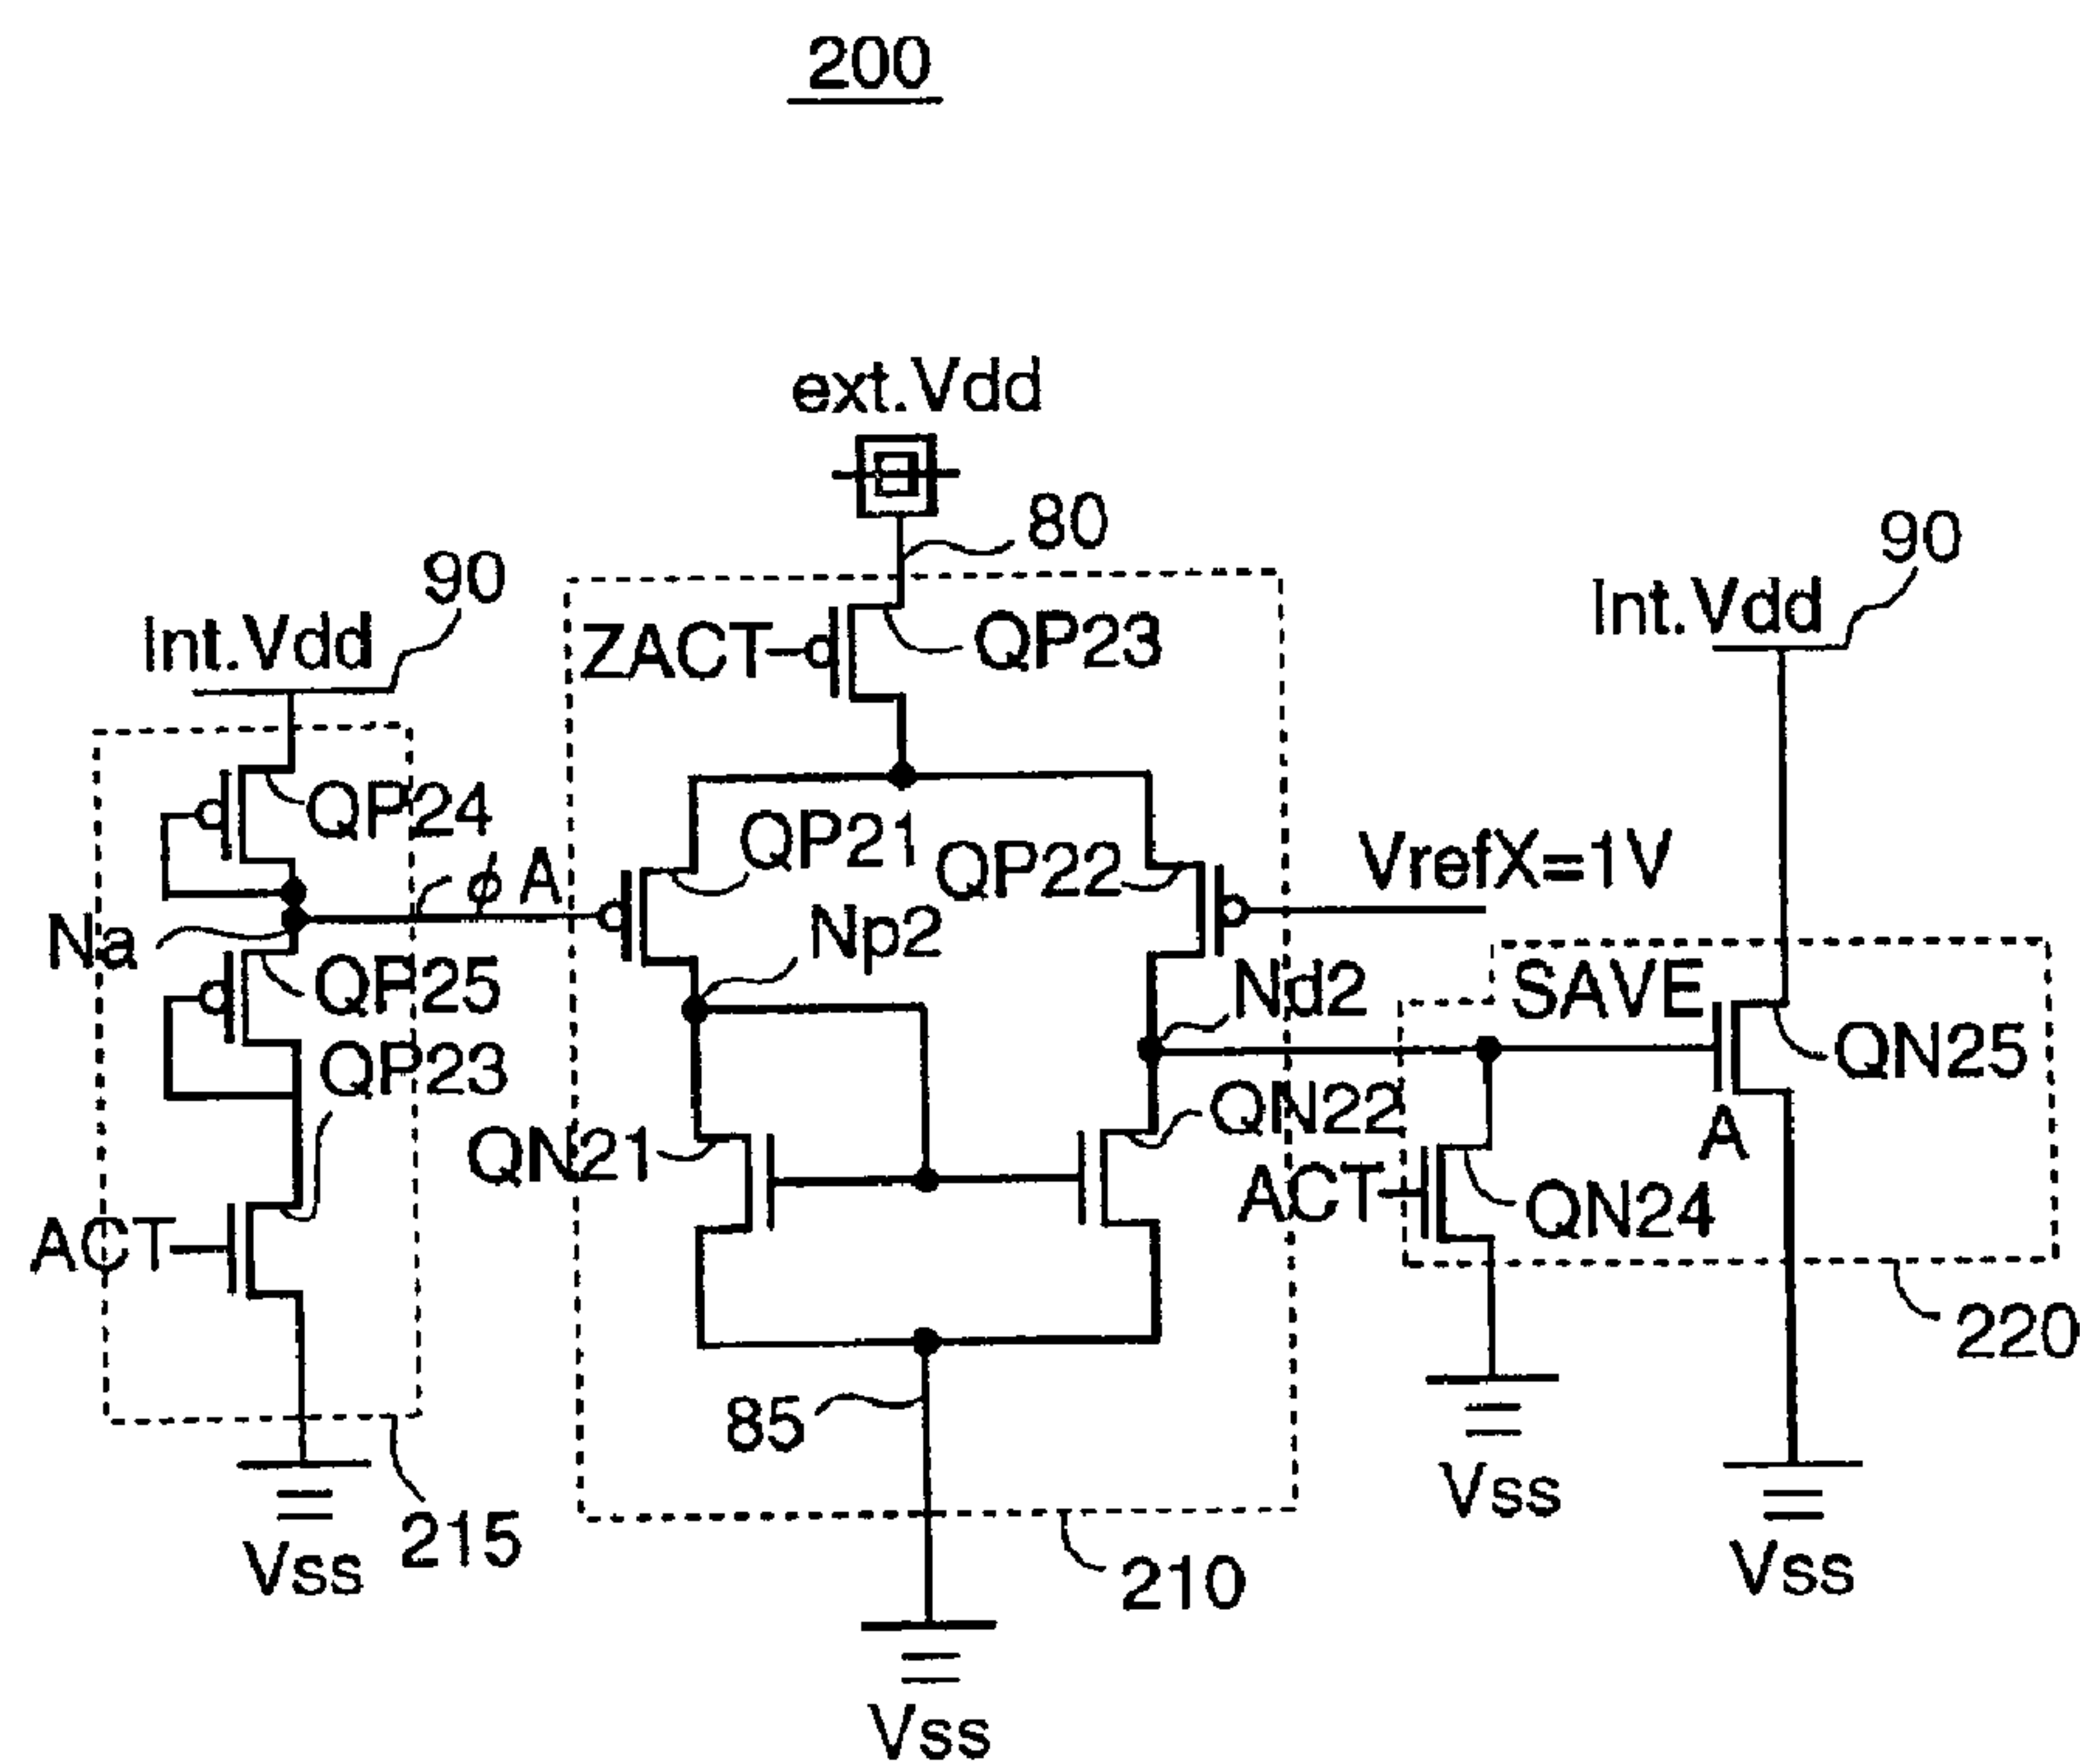 200
ext.Vdd
80
90
Int.Vdd
90
Int.Vdd
ZACT
QP23
QP24
QP21
QP22
VrefX=1V
ϕA
Na
Np2
QP25
Nd2
SAVE
QN25
QP23
QN21
QN22
A
ACT
ACT
QN24
220
85
Vss
215
Vss
210
Vss
Vss